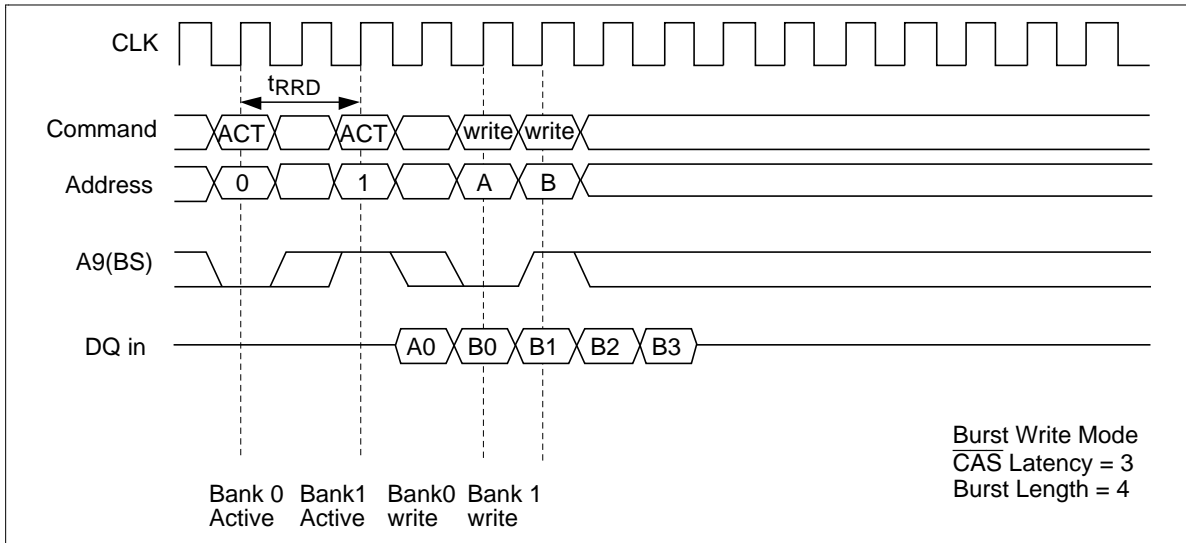 CLK
tRRD
Command ACT ACT write write
Address 0 1 A B
A9(BS)
DQ in A0 B0 B1 B2 B3
Burst Write Mode
CAS Latency = 3
Burst Length = 4
Bank 0 Bank1 Bank0 Bank 1
Active Active write write